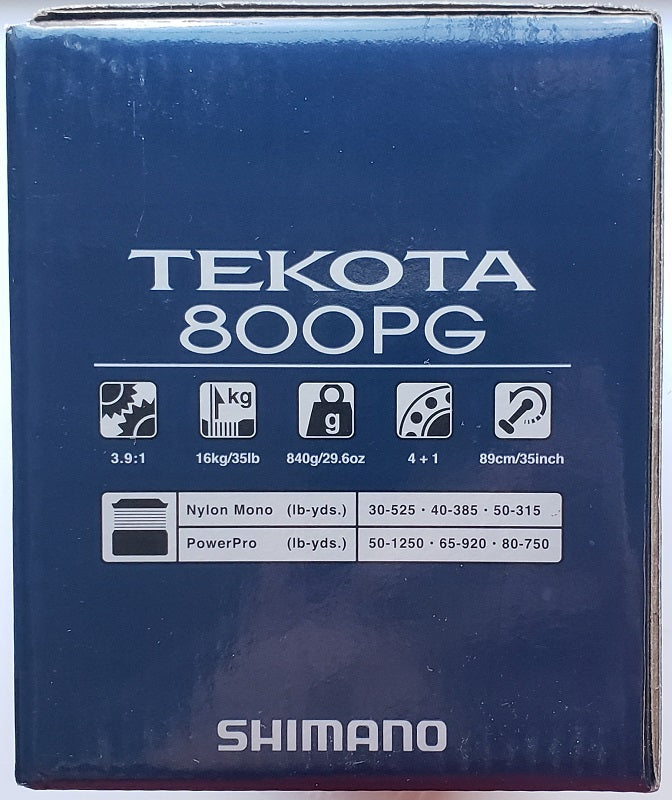 TEKOTA
800PG
kg g
3.9:1 16kg/35lb 840g/29.6oz 4 + 1 89cm/35inch
Nylon Mono (lb-yds.) 30-525 · 40-385 · 50-315
PowerPro (lb-yds.) 50-1250 · 65-920 · 80-750
SHIMANO